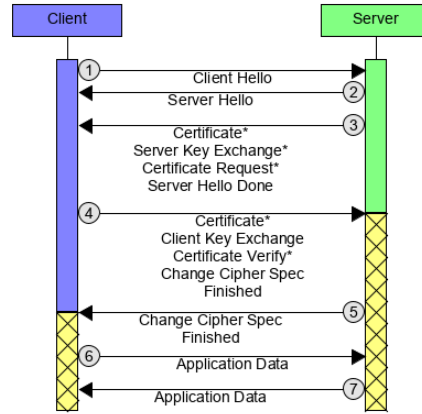 Client
Server
1
Client Hello
2
Server Hello
3
Certificate*
Server Key Exchange*
Certificate Request*
Server Hello Done
4
Certificate*
Client Key Exchange
Certificate Verify*
Change Cipher Spec
Finished
5
Change Cipher Spec
Finished
6
Application Data
7
Application Data